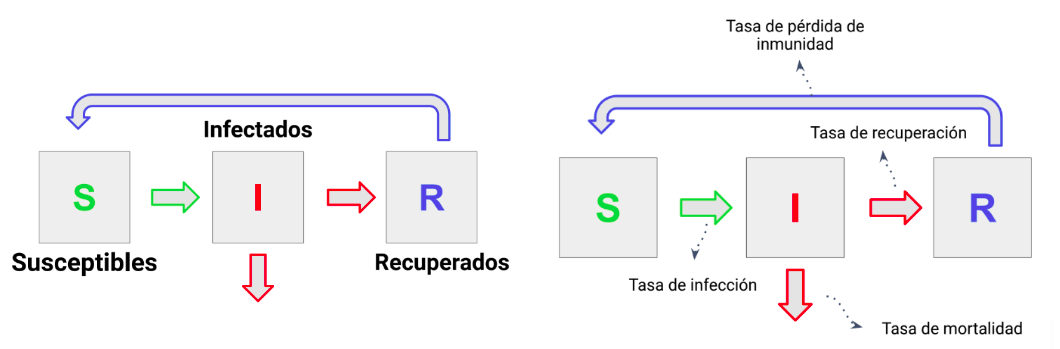 Infectados
S
I
R
Susceptibles
Recuperados
Tasa de pérdida de
inmunidad
Tasa de recuperación
S
I
R
Tasa de infección
Tasa de mortalidad